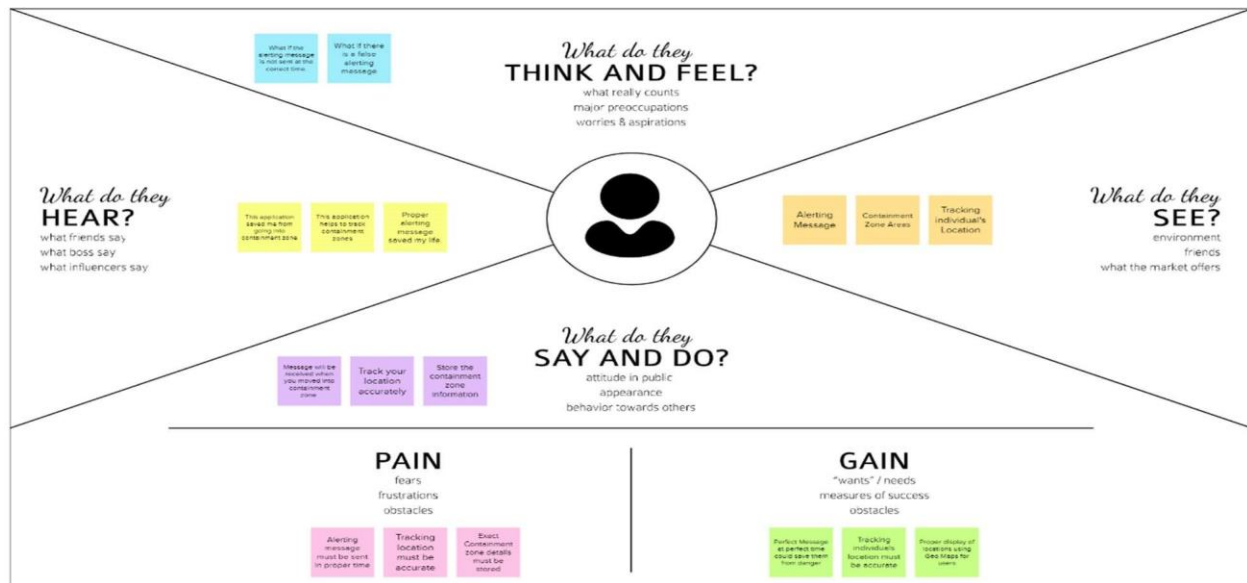 What if the
alerting message
is not sent at the
correct time.
What if there
is a false
alerting
message
What do they
THINK AND FEEL?
what really counts
major preoccupations
worries & aspirations
What do they
HEAR?
what friends say
what boss say
what influencers say
This application
saved me from
going into
containment zone
This application
helps to track
containment
zones
Proper
alerting
message
saved my life.
Alerting
Message
Containment
Zone Areas
Tracking
individual's
Location
What do they
SEE?
environment
friends
what the market offers
What do they
SAY AND DO?
attitude in public
appearance
behavior towards others
Message will be
received when
you moved into
containment
zone
Track your
location
accurately
Store the
containment
zone
information
PAIN
fears
frustrations
obstacles
Alerting
message
must be sent
in proper time
Tracking
location
must be
accurate
Exact
Containment
zone details
must be
stored
GAIN
"wants" / needs
measures of success
obstacles
Perfect Message
at perfect time
could save them
from danger
Tracking
individuals
location must
be accurate
Proper display of
locations using
Geo Maps for
users